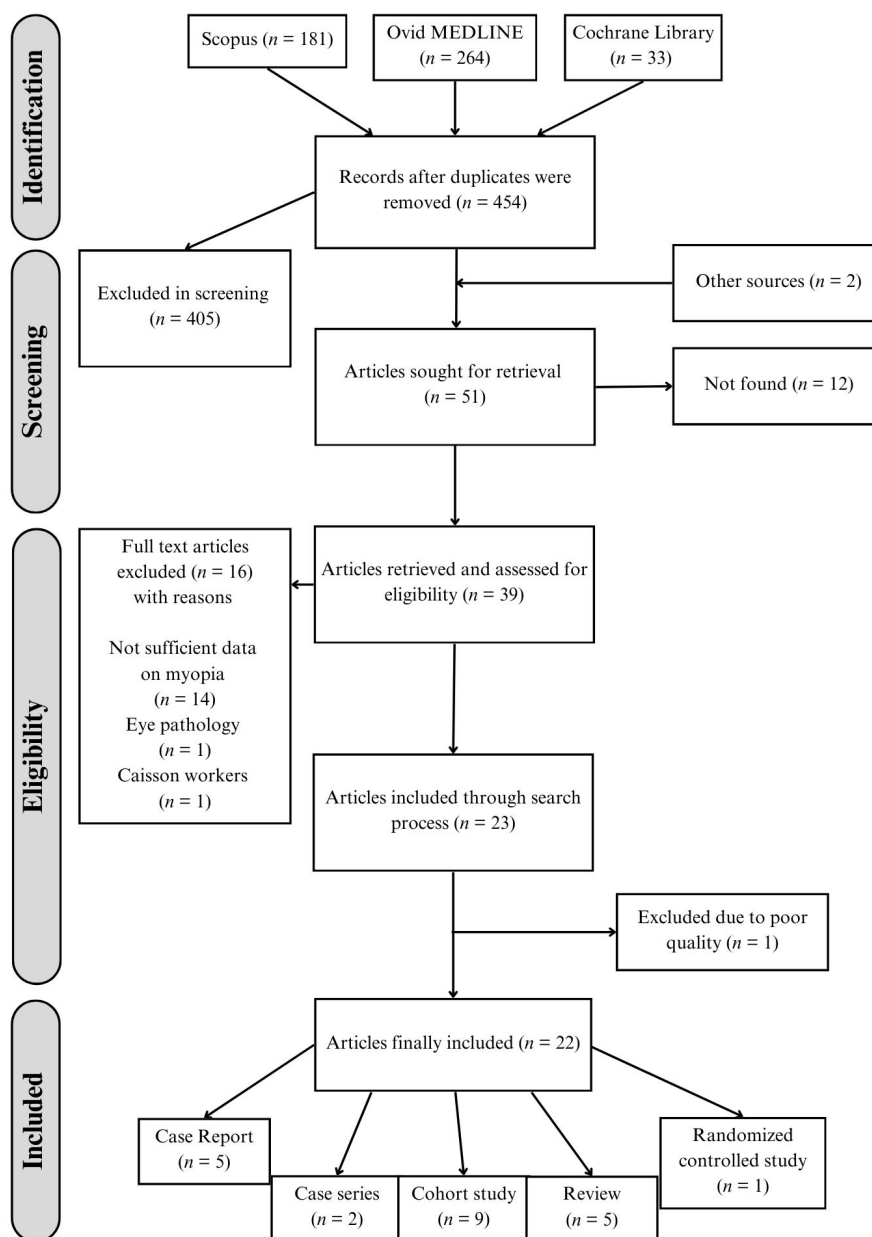 Identification
Scopus (n = 181)
Ovid MEDLINE
(n = 264)
Cochrane Library
(n = 33)
Records after duplicates were
removed (n = 454)
Screening
Excluded in screening
(n = 405)
Other sources (n = 2)
Articles sought for retrieval
(n = 51)
Not found (n = 12)
Eligibility
Full text articles
excluded (n = 16)
with reasons
Not sufficient data
on myopia
(n = 14)
Eye pathology
(n = 1)
Caisson workers
(n = 1)
Articles retrieved and assessed for
eligibility (n = 39)
Articles included through search
process (n = 23)
Excluded due to poor
quality (n = 1)
Included
Articles finally included (n = 22)
Case Report
(n = 5)
Case series
(n = 2)
Cohort study
(n = 9)
Review
(n = 5)
Randomized
controlled study
(n = 1)